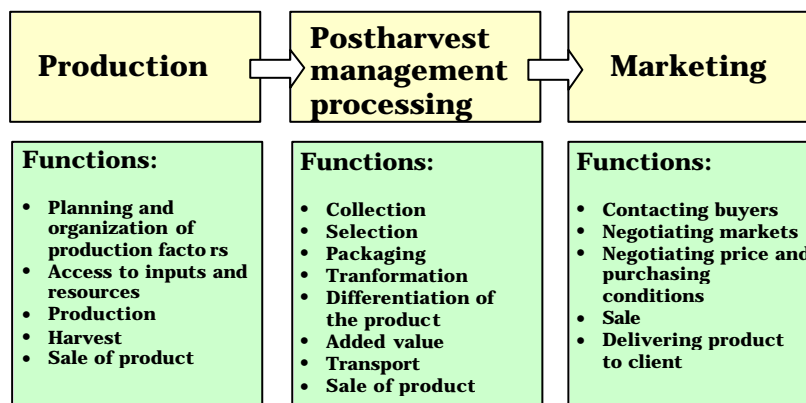 Production
Postharvest
management
processing
Marketing
Functions:
• Planning and
organization of
production factors
• Access to inputs and
resources
• Production
• Harvest
• Sale of product
Functions:
• Collection
• Selection
• Packaging
• Tranformation
• Differentiation of
the product
• Added value
• Transport
• Sale of product
Functions:
• Contacting buyers
• Negotiating markets
• Negotiating price and
purchasing
conditions
• Sale
• Delivering product
to client